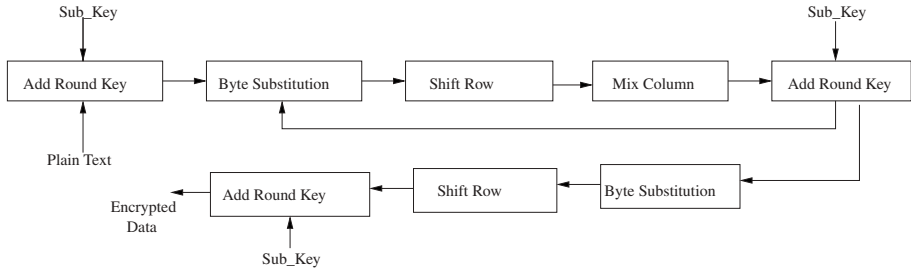 Sub_Key
Sub_Key
Add Round Key
Byte Substitution
Shift Row
Mix Column
Add Round Key
Plain Text
Add Round Key
Shift Row
Byte Substitution
Encrypted
Data
Sub_Key